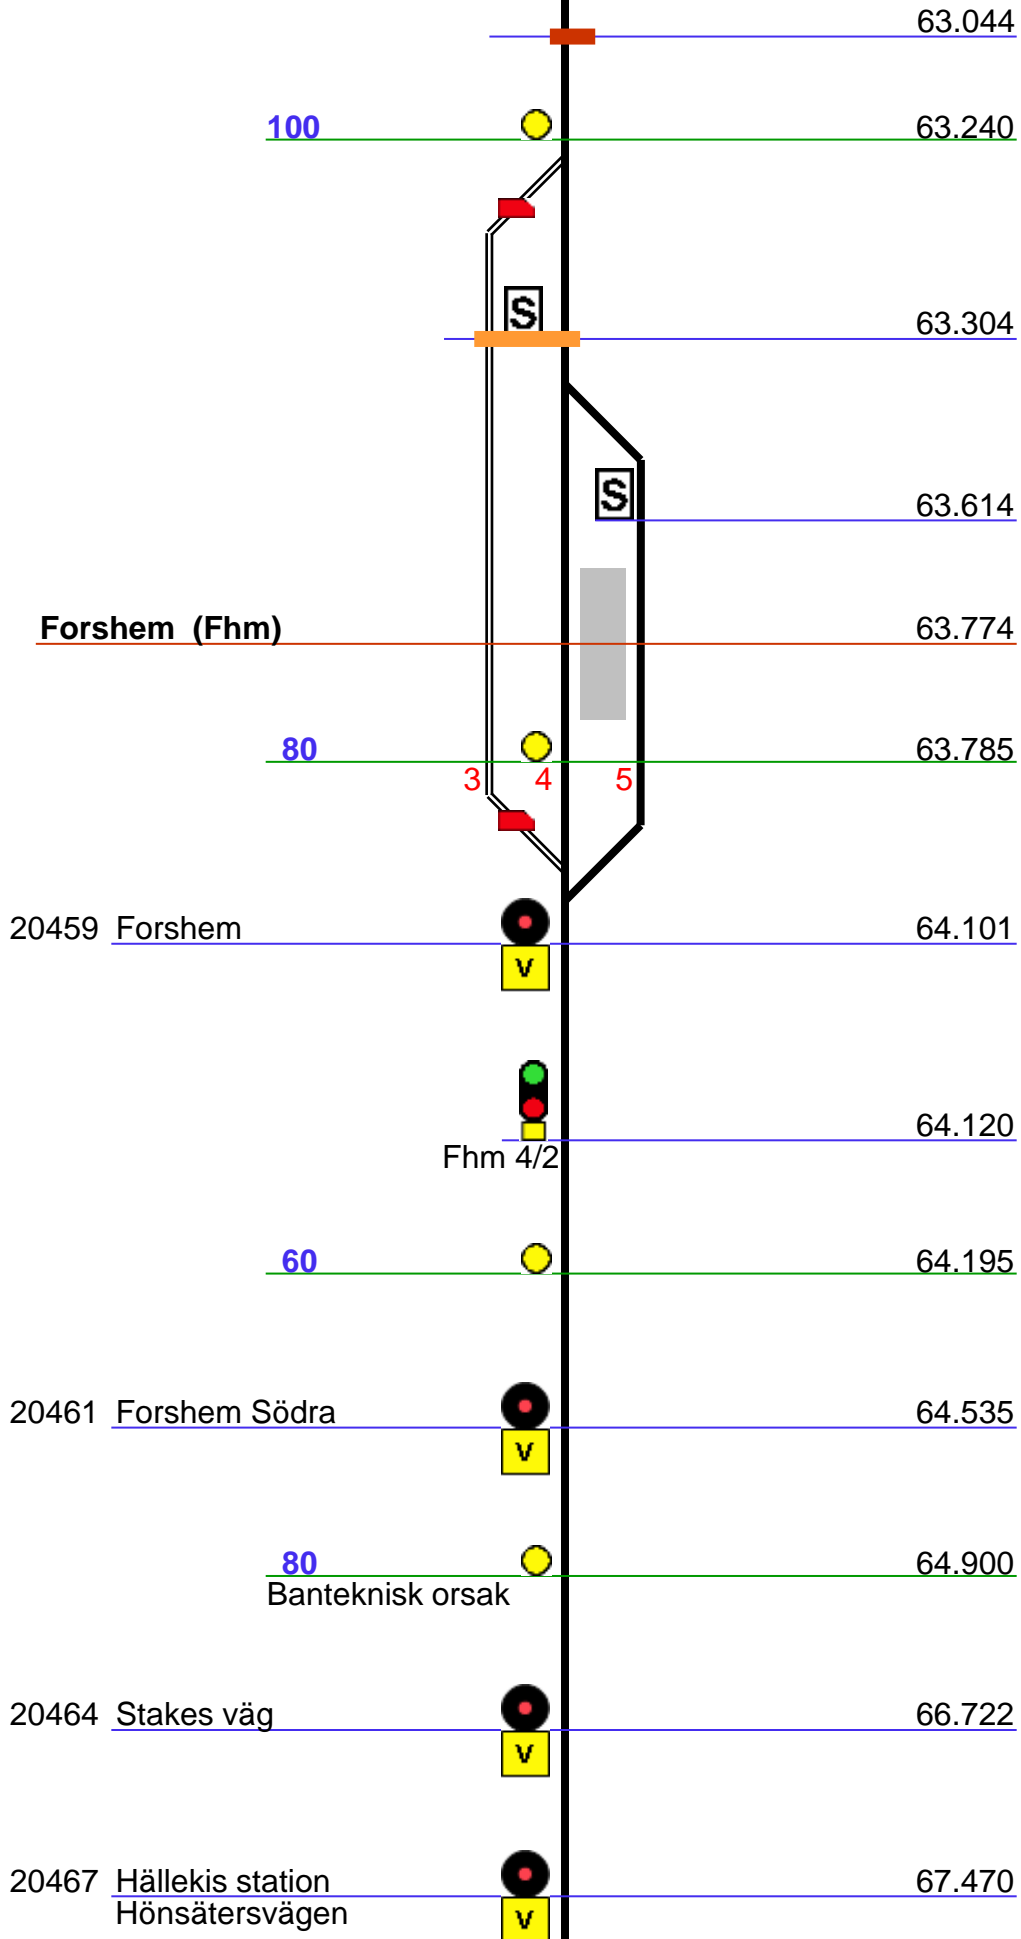 63.044
100 63.240
S
63.304
S
63.614
Forshem (Fhm) 63.774
80 63.785
3 4 5
20459 Forshem 64.101
V
64.120
Fhm 4/2
60 64.195
20461 Forshem Södra 64.535
V
80 64.900
Banteknisk orsak
20464 Stakes väg 66.722
V
20467 Hällekis station 67.470
Hönsätersvägen
V